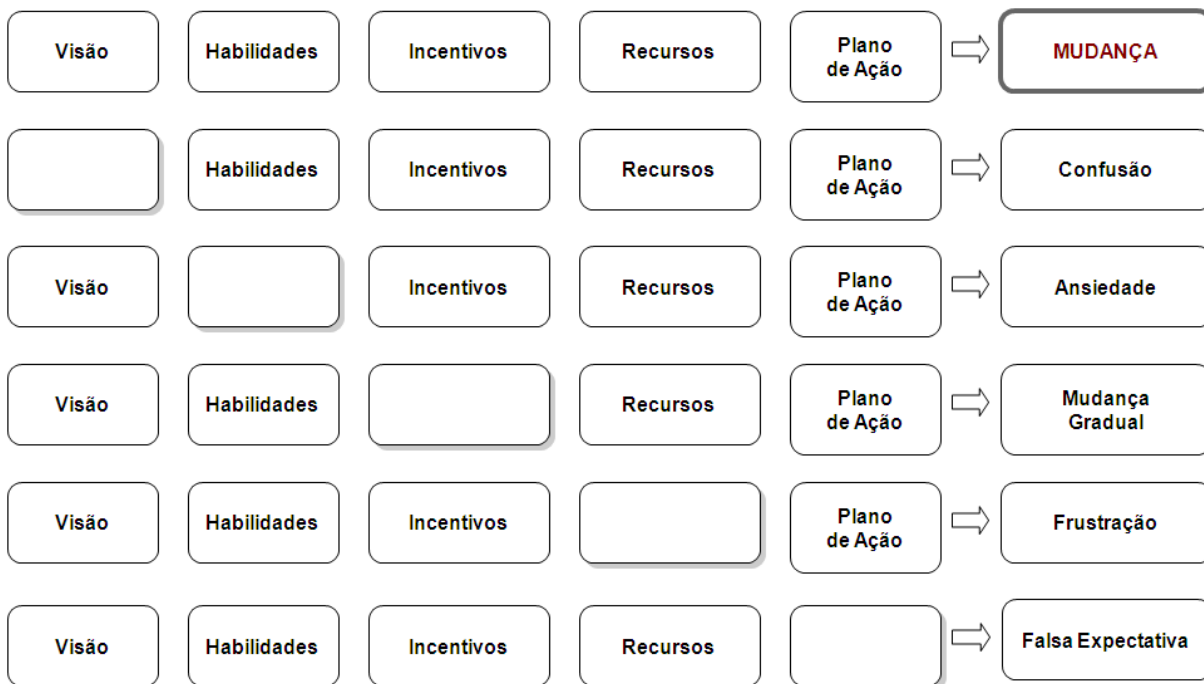 Visão Habilidades Incentivos Recursos Plano de Ação MUDANÇA
Habilidades Incentivos Recursos Plano de Ação Confusão
Visão Incentivos Recursos Plano de Ação Ansiedade
Visão Habilidades Recursos Plano de Ação Mudança Gradual
Visão Habilidades Incentivos Plano de Ação Frustração
Visão Habilidades Incentivos Recursos Falsa Expectativa